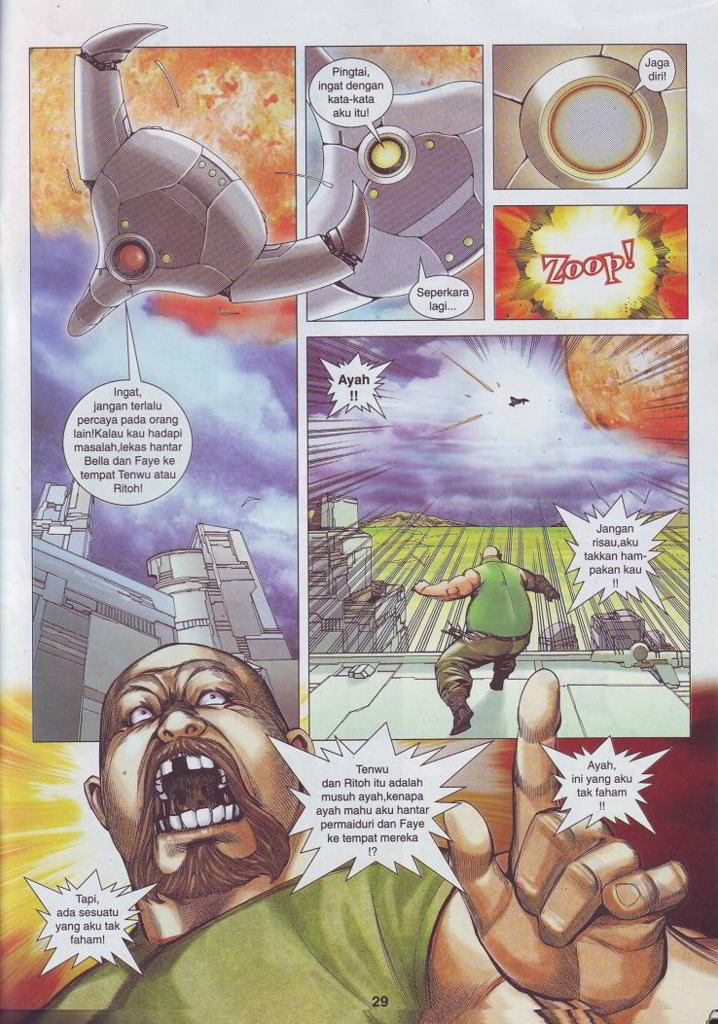 Ingat,
jangan terlalu
percaya pada orang
lain!Kalau kau hadapi
masalah,lekas hantar
Bella dan Faye ke
tempat Tenwu atau
Ritoh!
Pingtai,
ingat dengan
kata-kata
aku itu!
Seperkara
lagi...
Jaga
diri!
ZOOP!
Ayah
!!
Jangan
risau,aku
takkan ham-
pakan kau
!!
Tapi,
ada sesuatu
yang aku tak
faham!
Tenwu
dan Ritoh itu adalah
musuh ayah,kenapa
ayah mahu aku hantar
permaiduri dan Faye
ke tempat mereka
!?
Ayah,
ini yang aku
tak faham
!!
29